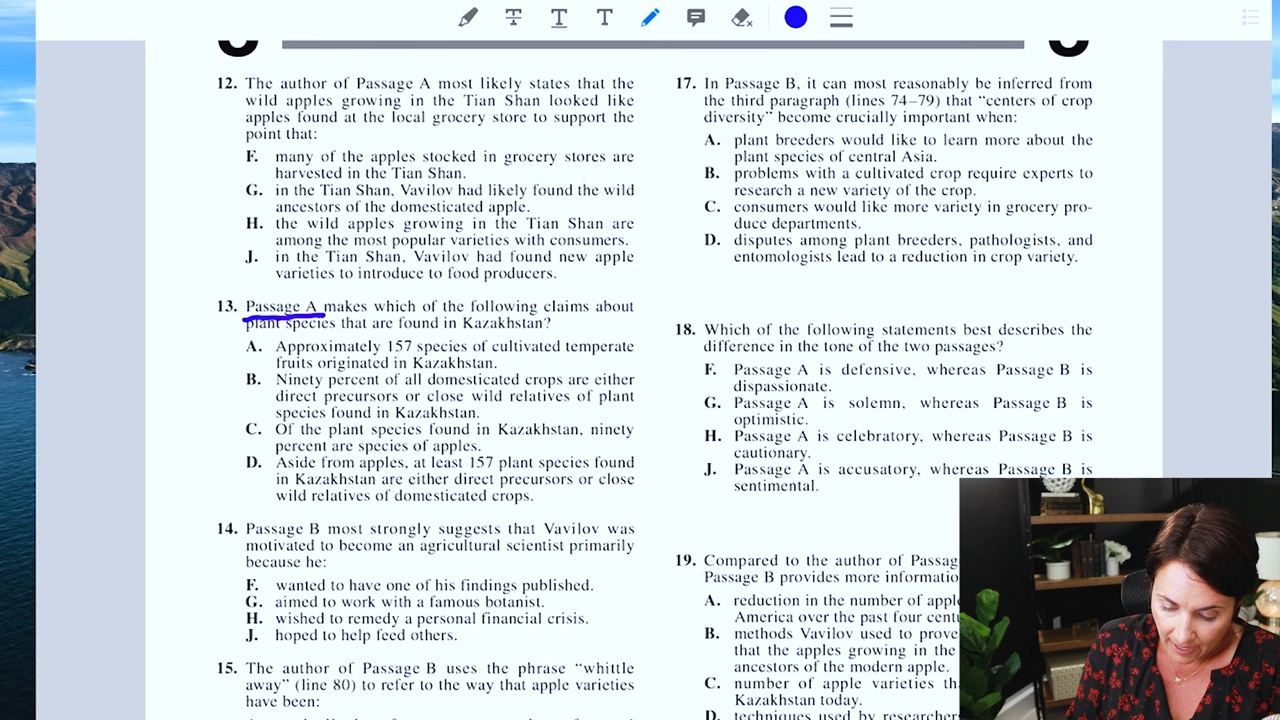 12. The author of Passage A most likely states that the
wild apples growing in the Tian Shan looked like
apples found at the local grocery store to support the
point that:
F. many of the apples stocked in grocery stores are
harvested in the Tian Shan.
G. in the Tian Shan, Vavilov had likely found the wild
ancestors of the domesticated apple.
H. the wild apples growing in the Tian Shan are
among the most popular varieties with consumers.
J. in the Tian Shan, Vavilov had found new apple
varieties to introduce to food producers.
13. Passage A makes which of the following claims about
plant species that are found in Kazakhstan?
A. Approximately 157 species of cultivated temperate
fruits originated in Kazakhstan.
B. Ninety percent of all domesticated crops are either
direct precursors or close wild relatives of plant
species found in Kazakhstan.
C. Of the plant species found in Kazakhstan, ninety
percent are species of apples.
D. Aside from apples, at least 157 plant species found
in Kazakhstan are either direct precursors or close
wild relatives of domesticated crops.
14. Passage B most strongly suggests that Vavilov was
motivated to become an agricultural scientist primarily
because he:
F. wanted to have one of his findings published.
G. aimed to work with a famous botanist.
H. wished to remedy a personal financial crisis.
J. hoped to help feed others.
15. The author of Passage B uses the phrase “whittle
away” (line 80) to refer to the way that apple varieties
have been:
17. In Passage B, it can most reasonably be inferred from
the third paragraph (lines 74–79) that “centers of crop
diversity” become crucially important when:
A. plant breeders would like to learn more about the
plant species of central Asia.
B. problems with a cultivated crop require experts to
research a new variety of the crop.
C. consumers would like more variety in grocery pro-
duce departments.
D. disputes among plant breeders, pathologists, and
entomologists lead to a reduction in crop variety.
18. Which of the following statements best describes the
difference in the tone of the two passages?
F. Passage A is defensive, whereas Passage B is
dispassionate.
G. Passage A is solemn, whereas Passage B is
optimistic.
H. Passage A is celebratory, whereas Passage B is
cautionary.
J. Passage A is accusatory, whereas Passage B is
sentimental.
19. Compared to the author of
Passage B provides more
A. reduction in the number of
America over the past four
B. methods Vavilov used to prove
that the apples growing in the
ancestors of the modern apple.
C. number of apple varieties
Kazakhstan today.
D. techniques used by